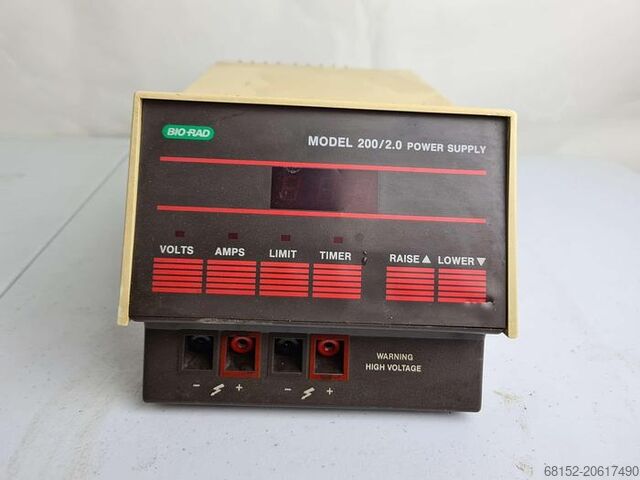 BIO-RAD
MODEL 200/2.0 POWER SUPPLY
VOLTS AMPS LIMIT TIMER RAISE ▲ LOWER ▼
WARNING
HIGH VOLTAGE
− + − +
68152-20617490